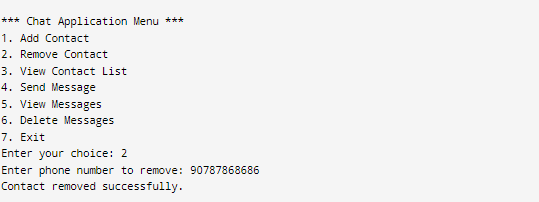 *** Chat Application Menu ***
1. Add Contact
2. Remove Contact
3. View Contact List
4. Send Message
5. View Messages
6. Delete Messages
7. Exit
Enter your choice: 2
Enter phone number to remove: 90787868686
Contact removed successfully.